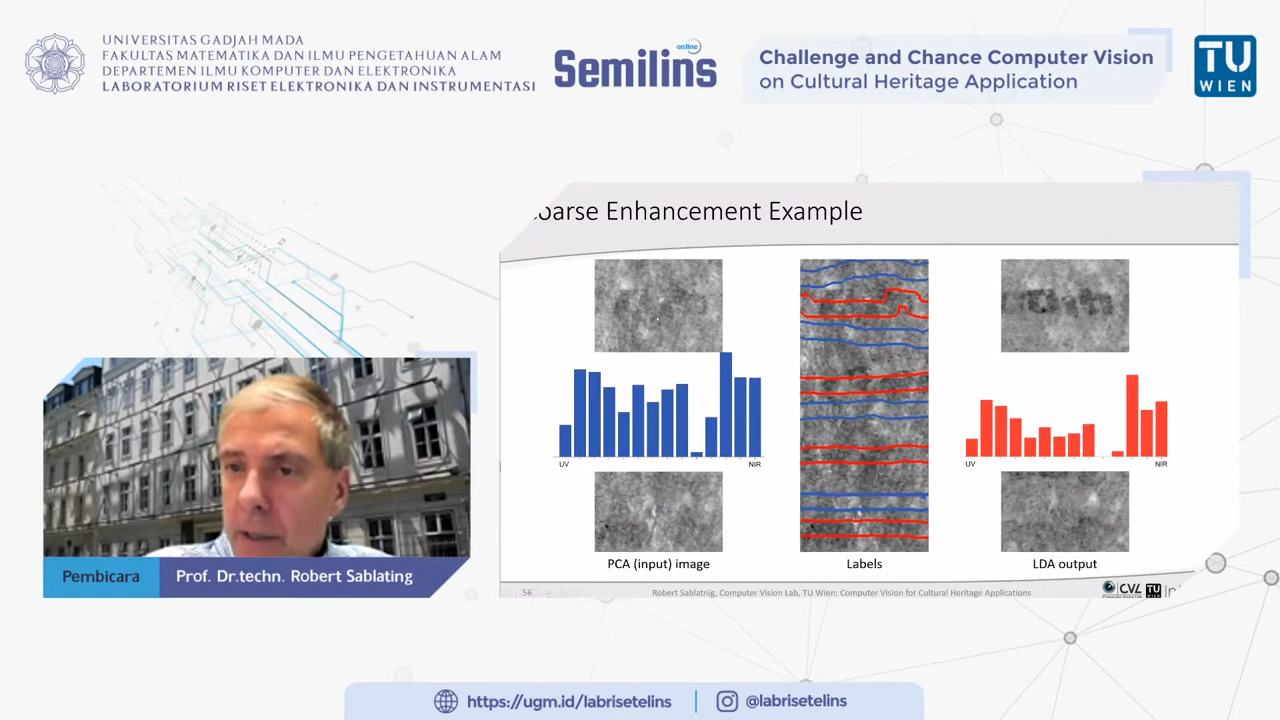 UNIVERSITAS GADJAH MADA
FAKULTAS MATEMATIKA DAN ILMU PENGETAHUAN ALAM
DEPARTEMEN ILMU KOMPUTER DAN ELEKTRONIKA
LABORATORIUM RISET ELEKTRONIKA DAN INSTRUMENTASI
online
Semilins
Challenge and Chance Computer Vision
on Cultural Heritage Application
TU
WIEN
oarse Enhancement Example
UV NIR
UV NIR
PCA (input) image
Labels
LDA output
56
Robert Sablatnig, Computer Vision Lab, TU Wien: Computer Vision for Cultural Heritage Applications
CVL
TU
Pembicara
Prof. Dr.techn. Robert Sablating
https://ugm.id/labrisetelins
@labrisetelins